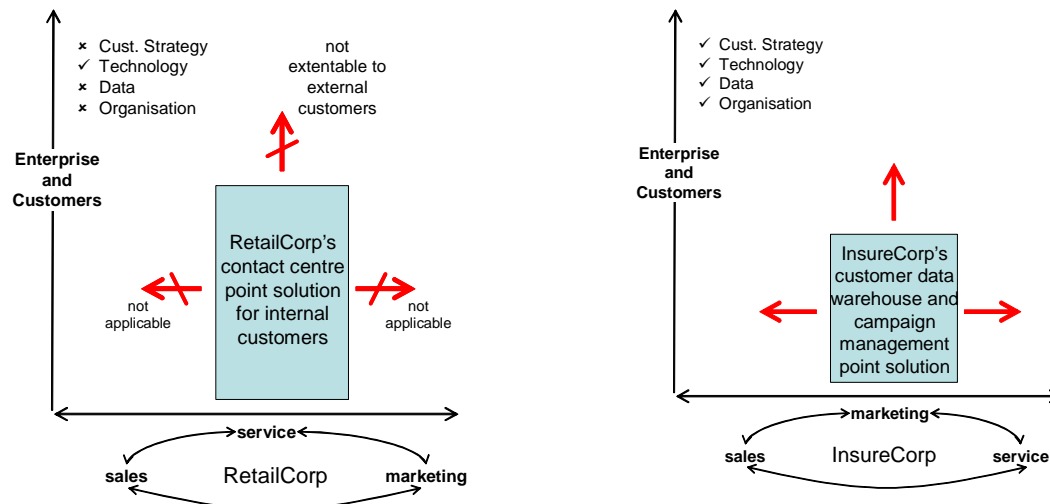 × Cust. Strategy
✓ Technology
× Data
× Organisation
not
extentable to
external
customers
Enterprise
and
Customers
RetailCorp's
contact centre
point solution
for internal
customers
not
applicable
not
applicable
service
sales
RetailCorp
marketing
✓ Cust. Strategy
✓ Technology
✓ Data
✓ Organisation
Enterprise
and
Customers
InsureCorp's
customer data
warehouse and
campaign
management
point solution
marketing
sales
InsureCorp
service